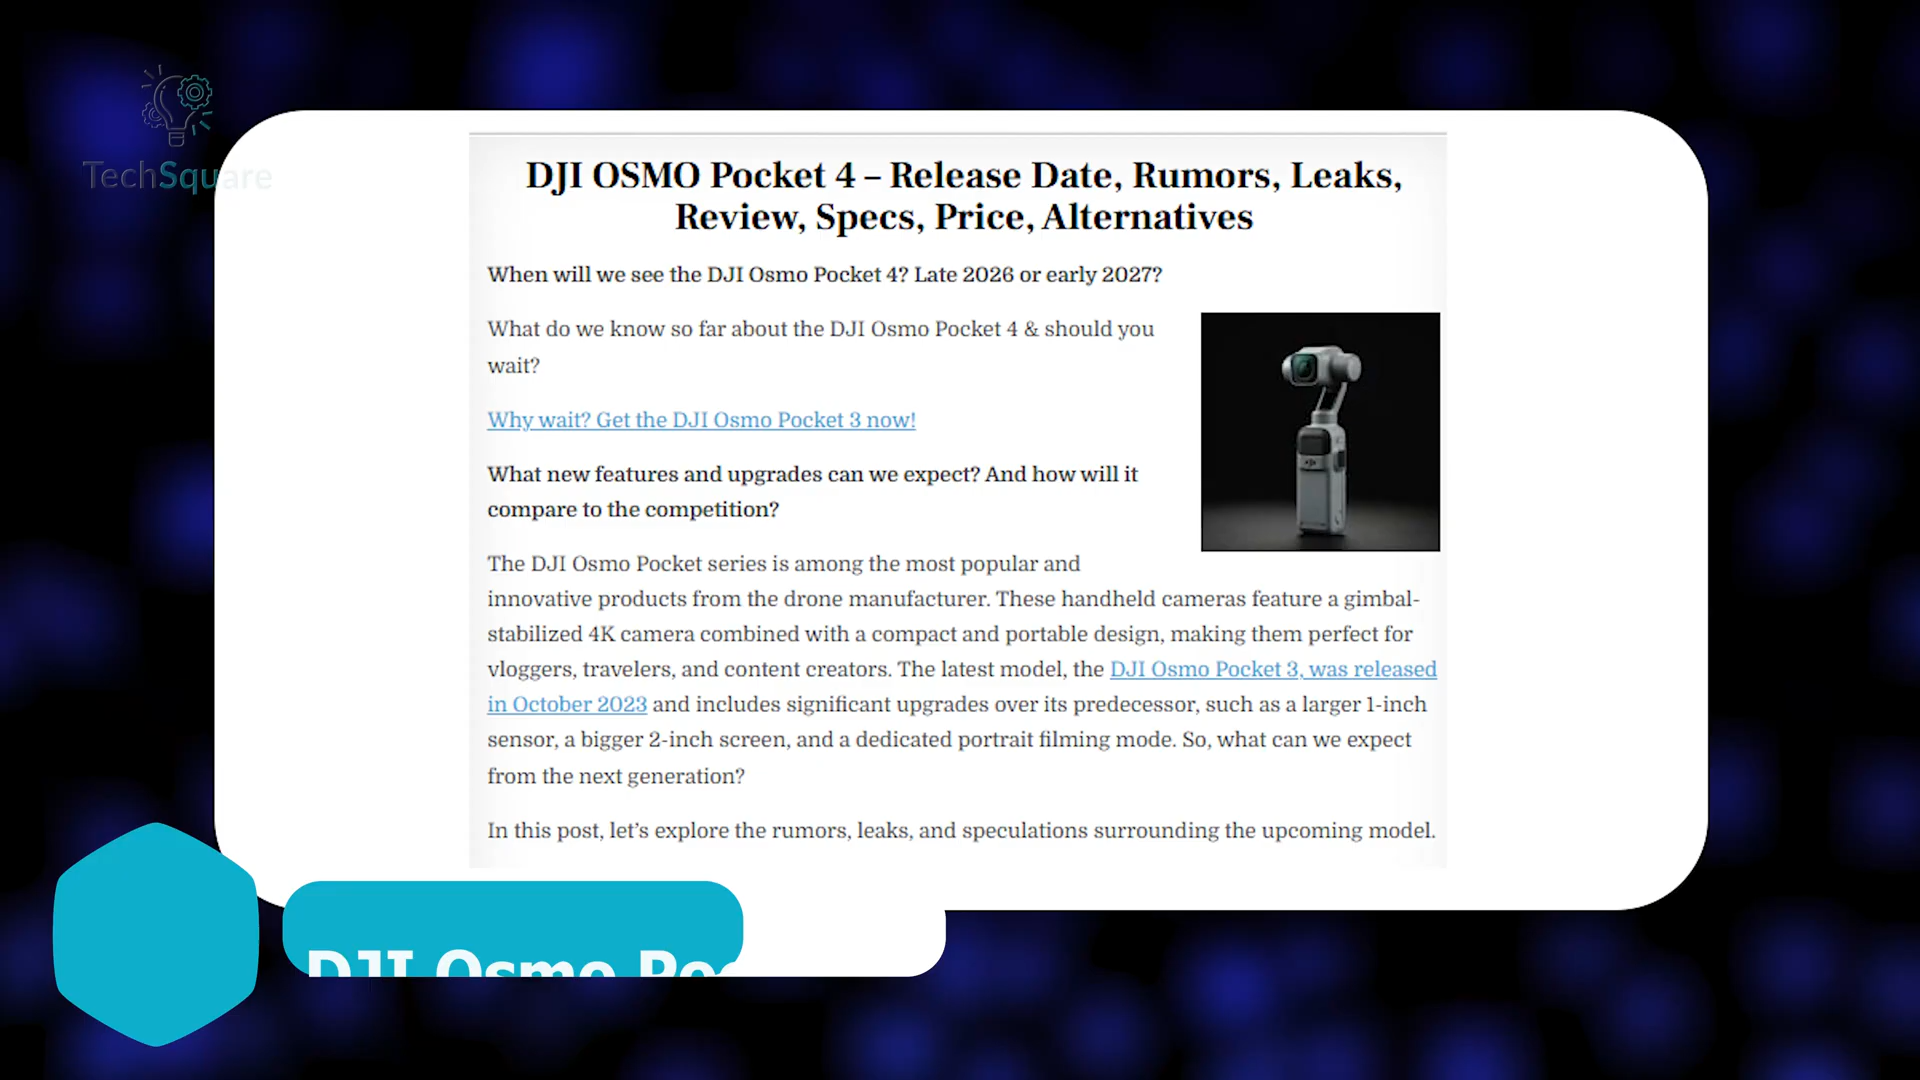 TechSquare
DJI OSMO Pocket 4 – Release Date, Rumors, Leaks,
Review, Specs, Price, Alternatives
When will we see the DJI Osmo Pocket 4? Late 2026 or early 2027?
What do we know so far about the DJI Osmo Pocket 4 & should you
wait?
Why wait? Get the DJI Osmo Pocket 3 now!
What new features and upgrades can we expect? And how will it
compare to the competition?
The DJI Osmo Pocket series is among the most popular and
innovative products from the drone manufacturer. These handheld cameras feature a gimbal-
stabilized 4K camera combined with a compact and portable design, making them perfect for
vloggers, travelers, and content creators. The latest model, the DJI Osmo Pocket 3, was released
in October 2023 and includes significant upgrades over its predecessor, such as a larger 1-inch
sensor, a bigger 2-inch screen, and a dedicated portrait filming mode. So, what can we expect
from the next generation?
In this post, let’s explore the rumors, leaks, and speculations surrounding the upcoming model.
DJI Osmo